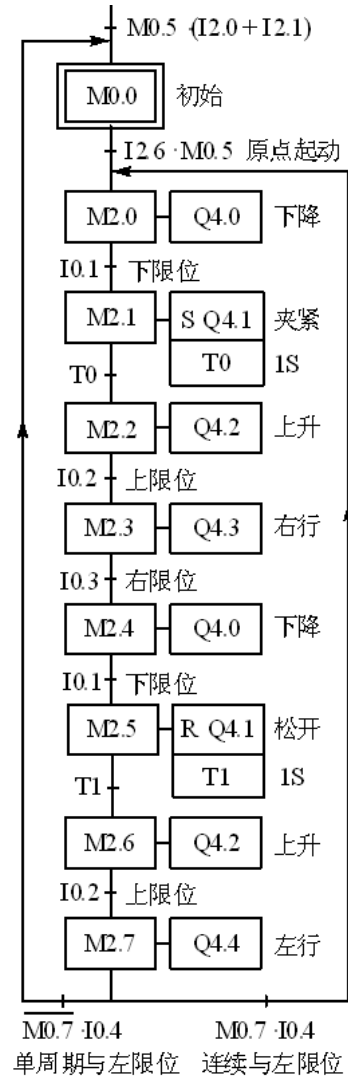 M0.5 ·(I2.0+I2.1)
M0.0 初始
I2.6 ·M0.5 原点起动
M2.0 Q4.0 下降
I0.1 下限位
M2.1 S Q4.1 夹紧
T0 1S
T0
M2.2 Q4.2 上升
I0.2 上限位
M2.3 Q4.3 右行
I0.3 右限位
M2.4 Q4.0 下降
I0.1 下限位
M2.5 R Q4.1 松开
T1 1S
T1
M2.6 Q4.2 上升
I0.2 上限位
M2.7 Q4.4 左行
M̅0̅.̅7̅ ·I0.4 M0.7 ·I0.4
单周期与左限位 连续与左限位